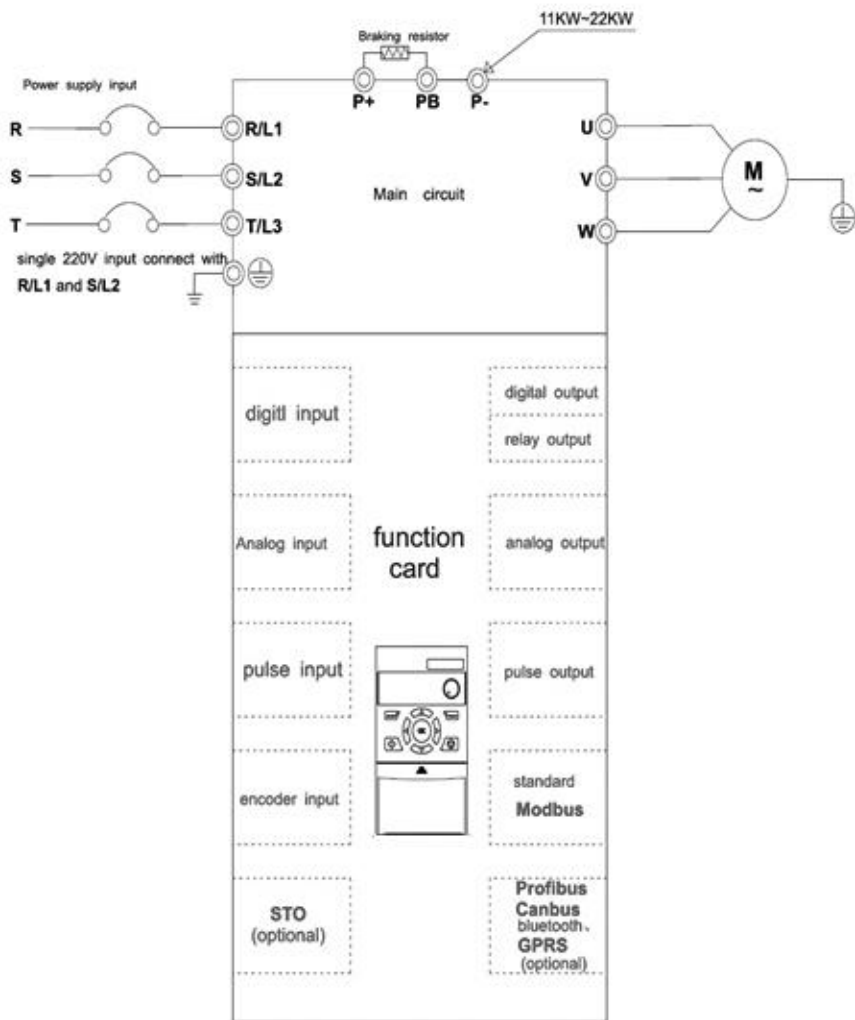 11KW~22KW
Braking resistor
Power supply input
P+ PB P-
R R/L1 U
S S/L2 V
Main circuit
M
~
T T/L3 W
single 220V input connect with
R/L1 and S/L2
digitl input
digital output
relay output
Analog input
function
card
analog output
pulse input
pulse output
encoder input
standard
Modbus
STO
(optional)
Profibus
Canbus
bluetooth、
GPRS
(optional)